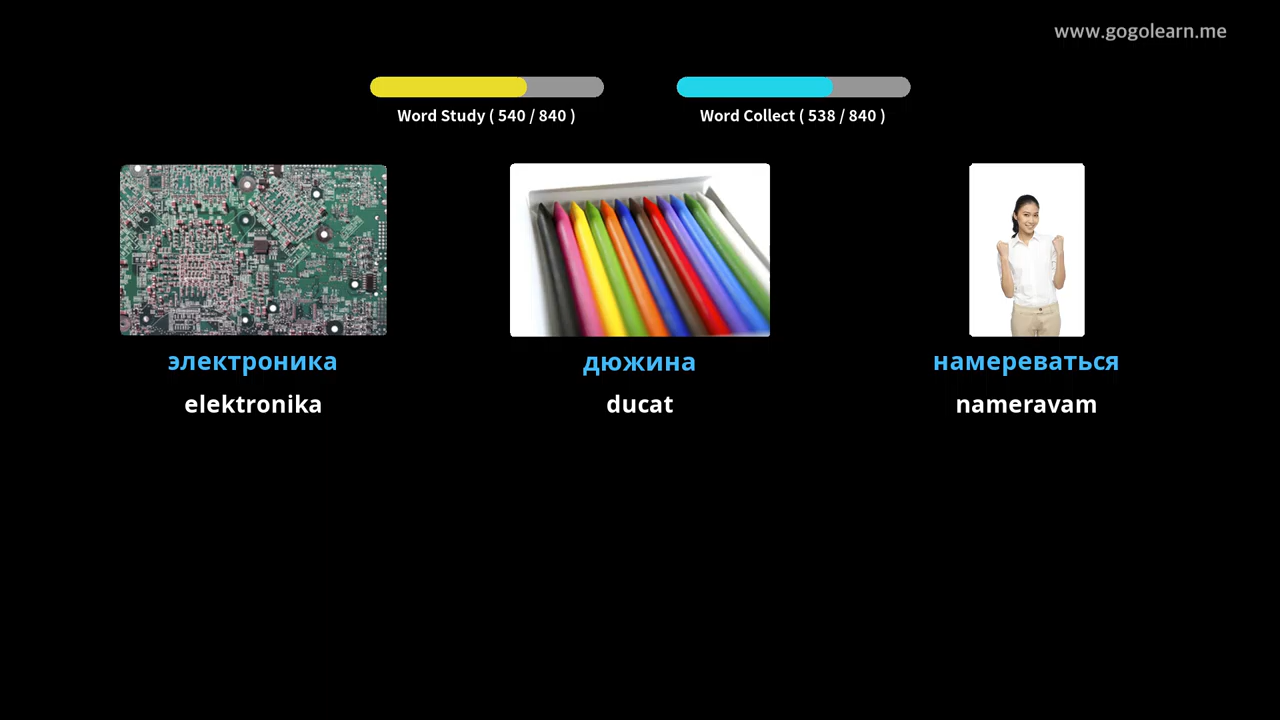 www.gogolearn.me
Word Study ( 540 / 840 )
Word Collect ( 538 / 840 )
электроника
дюжина
намереваться
elektronika
ducat
nameravam